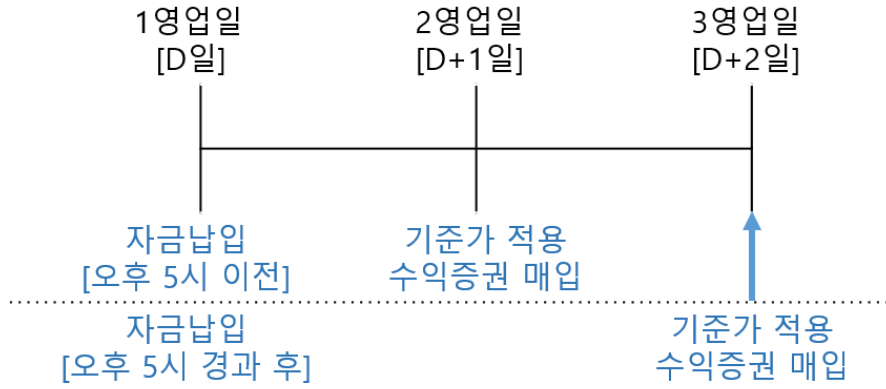 1영업일
[D일]
2영업일
[D+1일]
3영업일
[D+2일]
자금납입
[오후 5시 이전]
기준가 적용
수익증권 매입
자금납입
[오후 5시 경과 후]
기준가 적용
수익증권 매입